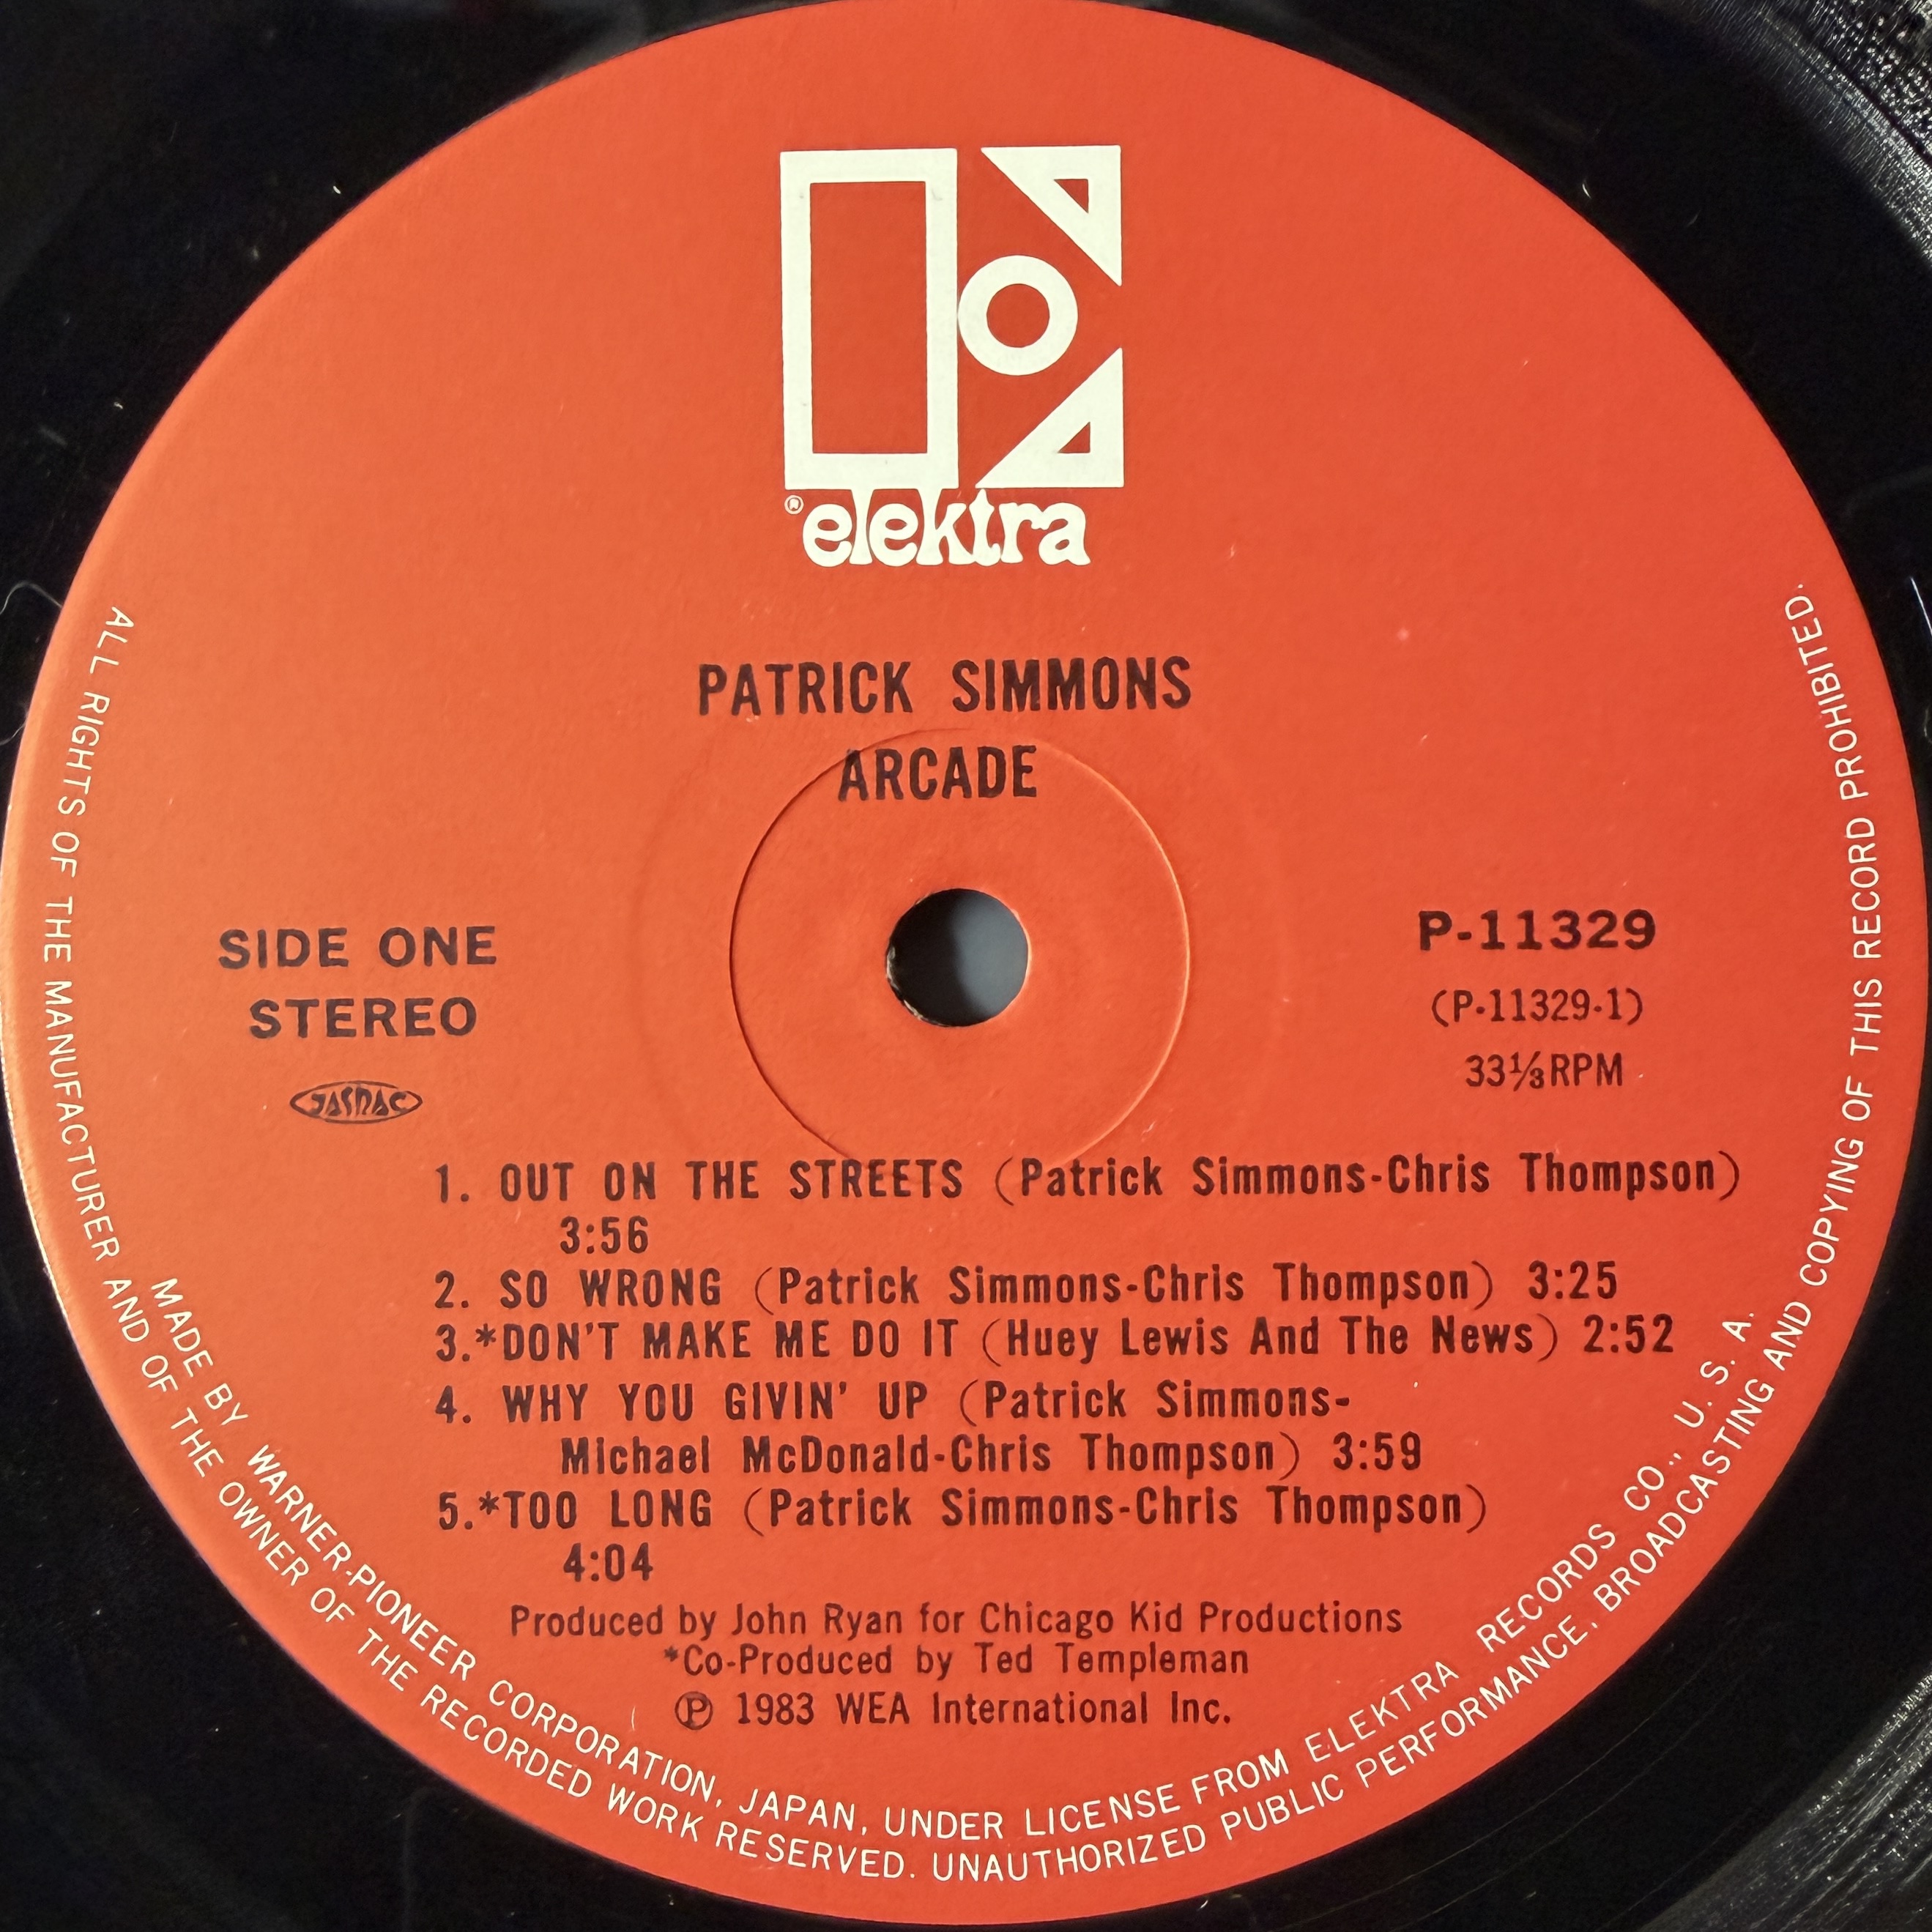 ® elektra
PATRICK SIMMONS
ARCADE
SIDE ONE
STEREO
JASRAC
P-11329
(P-11329-1)
33⅓RPM
1. OUT ON THE STREETS (Patrick Simmons-Chris Thompson)
3:56
2. SO WRONG (Patrick Simmons-Chris Thompson) 3:25
3.*DON'T MAKE ME DO IT (Huey Lewis And The News) 2:52
4. WHY YOU GIVIN' UP (Patrick Simmons-
Michael McDonald-Chris Thompson) 3:59
5.*TOO LONG (Patrick Simmons-Chris Thompson)
4:04
Produced by John Ryan for Chicago Kid Productions
*Co-Produced by Ted Templeman
℗ 1983 WEA International Inc.
MADE BY WARNER-PIONEER CORPORATION, JAPAN, UNDER LICENSE FROM ELEKTRA RECORDS CO., U. S. A.
ALL RIGHTS OF THE MANUFACTURER AND OF THE OWNER OF THE RECORDED WORK RESERVED. UNAUTHORIZED PUBLIC PERFORMANCE, BROADCASTING AND COPYING OF THIS RECORD PROHIBITED.